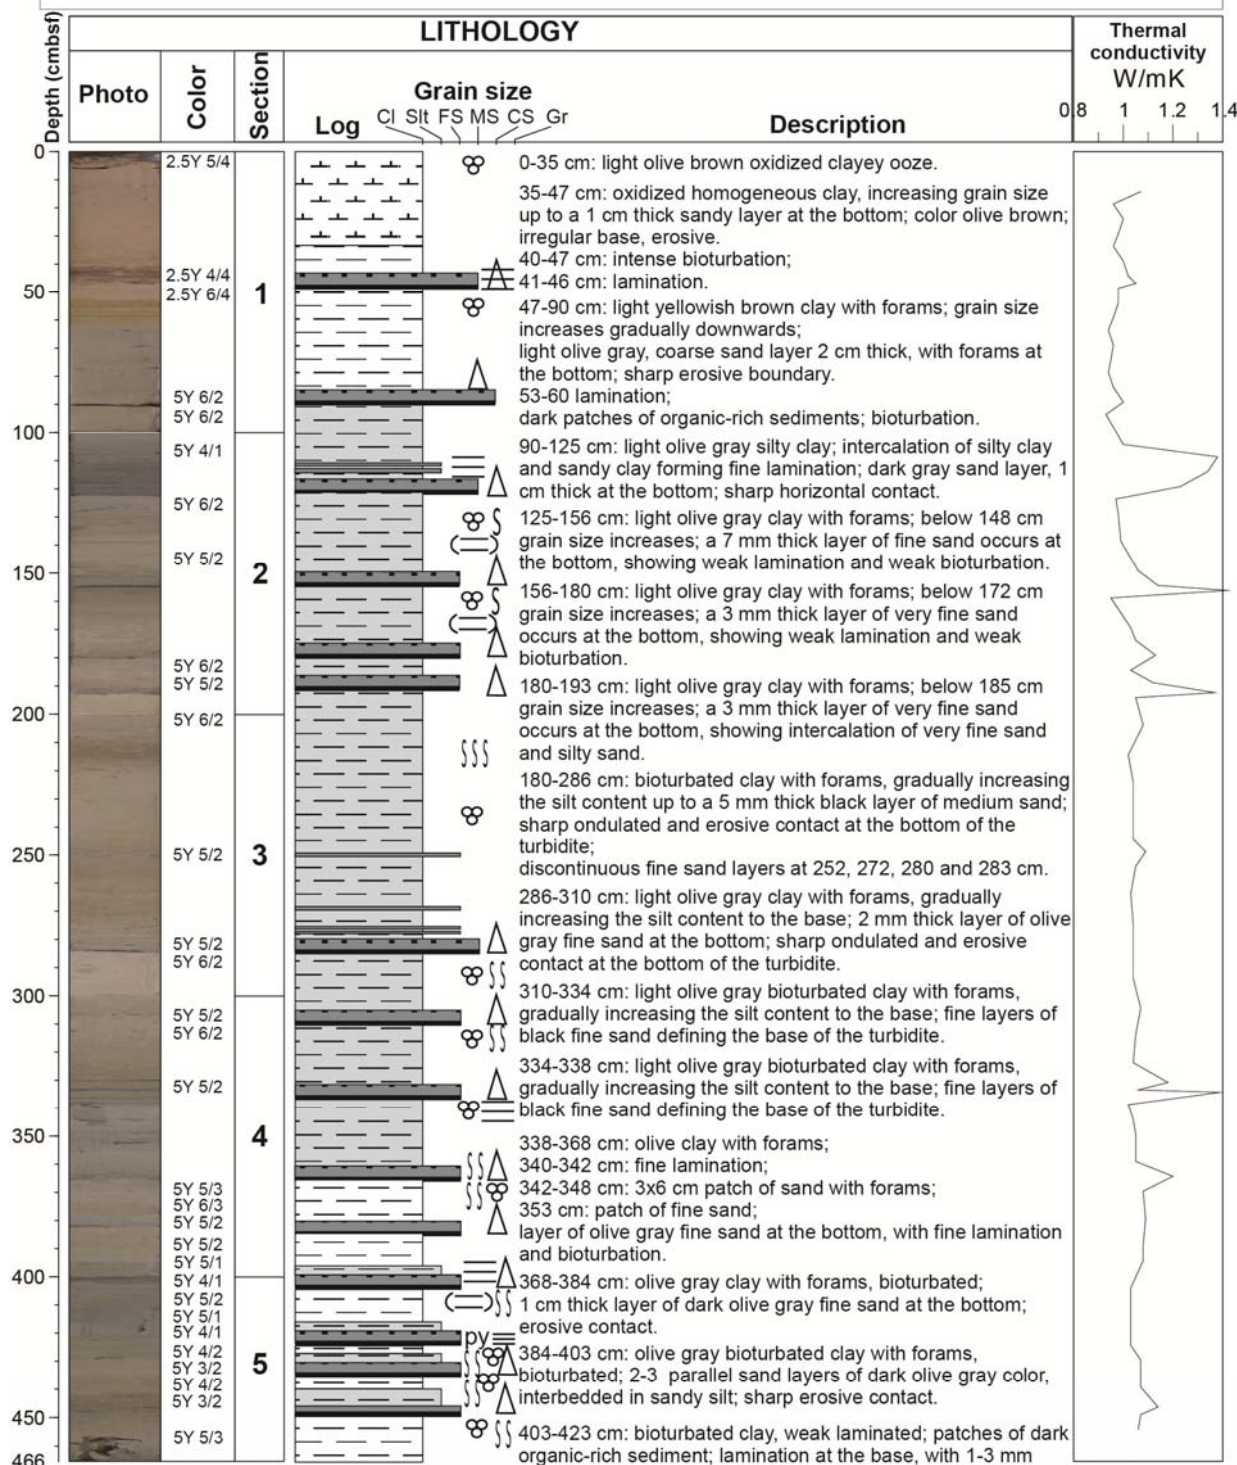 LITHOLOGY
Thermal
conductivity
W/mK
0.8 1 1.2 1.4
Depth (cmbsf)
Photo
Color
Section
Log
Grain size
Cl Slt FS MS CS Gr
Description
0
50
100
150
200
250
300
350
400
450
466
2.5Y 5/4
2.5Y 4/4
2.5Y 6/4
5Y 6/2
5Y 6/2
5Y 4/1
5Y 6/2
5Y 5/2
5Y 6/2
5Y 5/2
5Y 6/2
5Y 5/2
5Y 5/2
5Y 6/2
5Y 5/2
5Y 6/2
5Y 5/2
5Y 5/3
5Y 6/3
5Y 5/2
5Y 5/2
5Y 5/1
5Y 4/1
5Y 5/2
5Y 5/1
5Y 4/1
5Y 4/2
5Y 3/2
5Y 4/2
5Y 3/2
5Y 5/3
1
2
3
4
5
py
0-35 cm: light olive brown oxidized clayey ooze.
35-47 cm: oxidized homogeneous clay, increasing grain size
up to a 1 cm thick sandy layer at the bottom; color olive brown;
irregular base, erosive.
40-47 cm: intense bioturbation;
41-46 cm: lamination.
47-90 cm: light yellowish brown clay with forams; grain size
increases gradually downwards;
light olive gray, coarse sand layer 2 cm thick, with forams at
the bottom; sharp erosive boundary.
53-60 lamination;
dark patches of organic-rich sediments; bioturbation.
90-125 cm: light olive gray silty clay; intercalation of silty clay
and sandy clay forming fine lamination; dark gray sand layer, 1
cm thick at the bottom; sharp horizontal contact.
125-156 cm: light olive gray clay with forams; below 148 cm
grain size increases; a 7 mm thick layer of fine sand occurs at
the bottom, showing weak lamination and weak bioturbation.
156-180 cm: light olive gray clay with forams; below 172 cm
grain size increases; a 3 mm thick layer of very fine sand
occurs at the bottom, showing weak lamination and weak
bioturbation.
180-193 cm: light olive gray clay with forams; below 185 cm
grain size increases; a 3 mm thick layer of very fine sand
occurs at the bottom, showing intercalation of very fine sand
and silty sand.
180-286 cm: bioturbated clay with forams, gradually increasing
the silt content up to a 5 mm thick black layer of medium sand;
sharp ondulated and erosive contact at the bottom of the
turbidite;
discontinuous fine sand layers at 252, 272, 280 and 283 cm.
286-310 cm: light olive gray clay with forams, gradually
increasing the silt content to the base; 2 mm thick layer of olive
gray fine sand at the bottom; sharp ondulated and erosive
contact at the bottom of the turbidite.
310-334 cm: light olive gray bioturbated clay with forams,
gradually increasing the silt content to the base; fine layers of
black fine sand defining the base of the turbidite.
334-338 cm: light olive gray bioturbated clay with forams,
gradually increasing the silt content to the base; fine layers of
black fine sand defining the base of the turbidite.
338-368 cm: olive clay with forams;
340-342 cm: fine lamination;
342-348 cm: 3x6 cm patch of sand with forams;
353 cm: patch of fine sand;
layer of olive gray fine sand at the bottom, with fine lamination
and bioturbation.
368-384 cm: olive gray clay with forams, bioturbated;
1 cm thick layer of dark olive gray fine sand at the bottom;
erosive contact.
384-403 cm: olive gray bioturbated clay with forams,
bioturbated; 2-3 parallel sand layers of dark olive gray color,
interbedded in sandy silt; sharp erosive contact.
403-423 cm: bioturbated clay, weak laminated; patches of dark
organic-rich sediment; lamination at the base, with 1-3 mm